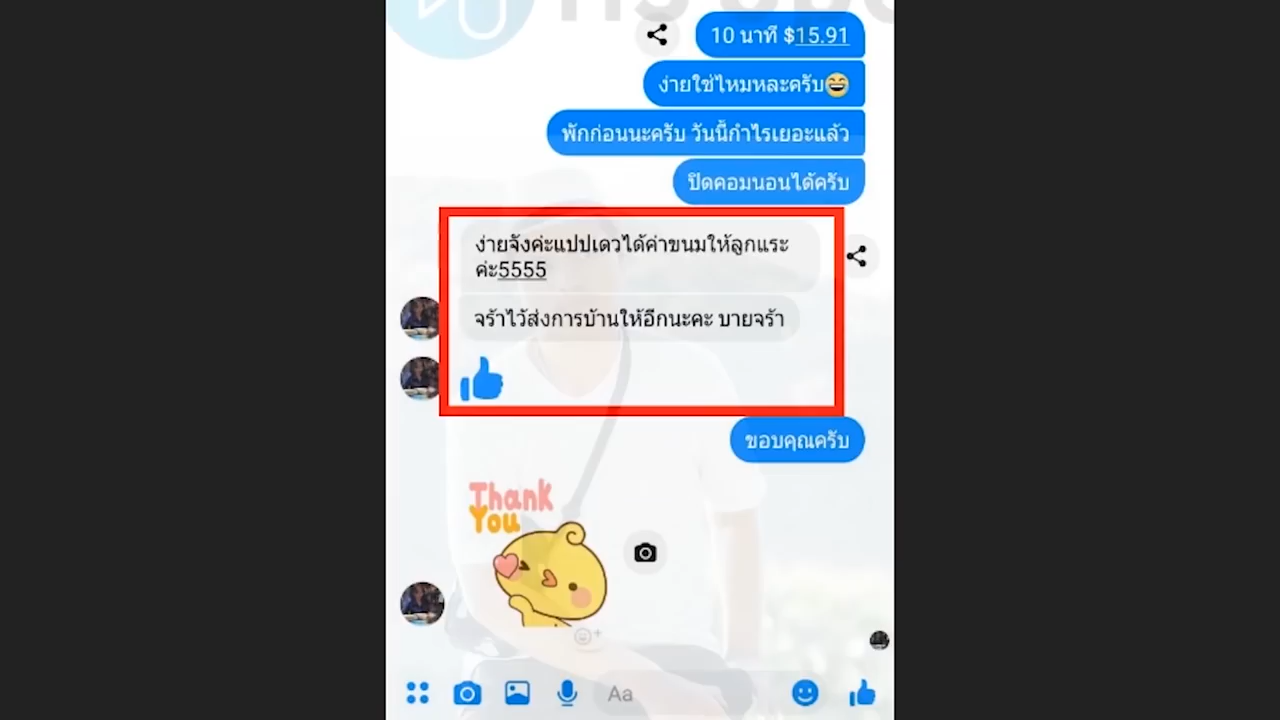 10 นาที $15.91
ง่ายใช่ไหมหละครับ😄
พักก่อนนะครับ วันนี้กำไรเยอะแล้ว
ปิดคอมนอนได้ครับ
ง่ายจังค่ะแปปเดวได้ค่าขนมให้ลูกแระ
ค่ะ5555
จร้าไว้ส่งการบ้านให้อีกนะคะ บายจร้า
ขอบคุณครับ
Thank
You
Aa